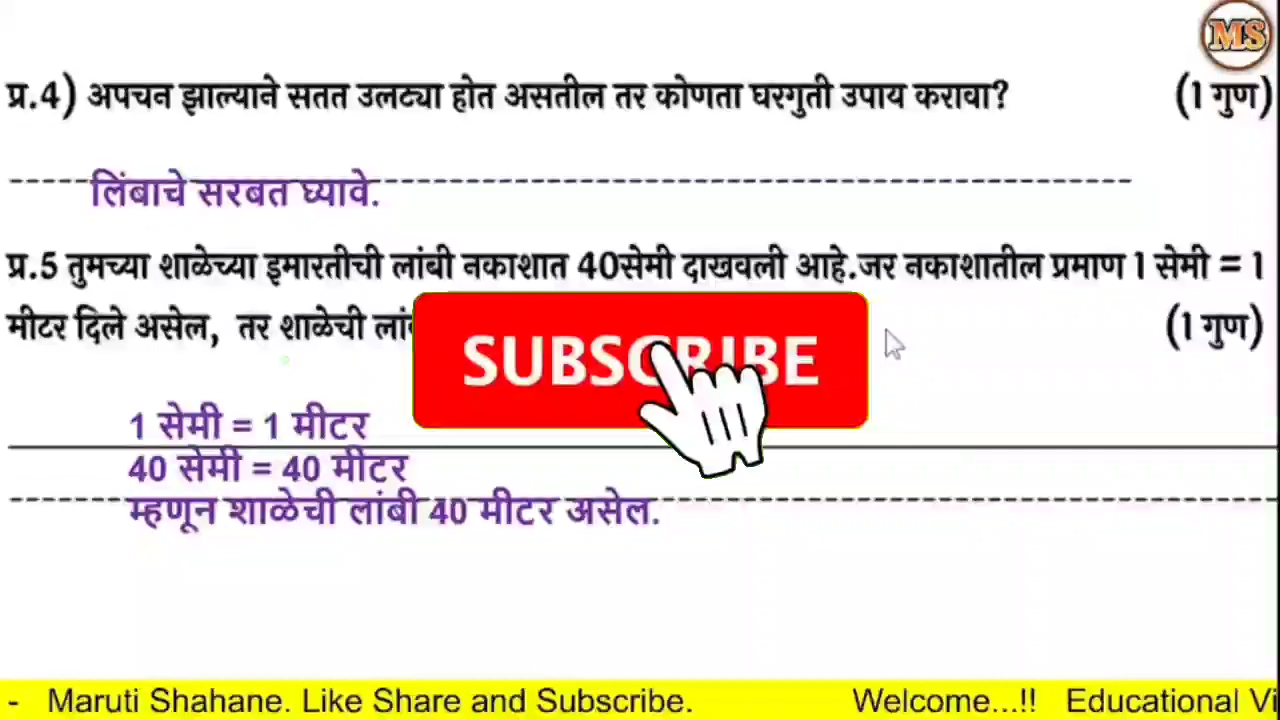 MS
प्र.4) अपचन झाल्याने सतत उलट्या होत असतील तर कोणता घरगुती उपाय करावा? (1 गुण)
लिंबाचे सरबत घ्यावे.
प्र.5 तुमच्या शाळेच्या इमारतीची लांबी नकाशात 40सेमी दाखवली आहे.जर नकाशातील प्रमाण 1 सेमी = 1
मीटर दिले असेल, तर शाळेची (1 गुण)
SUBSCRIBE
1 सेमी = 1 मीटर
40 सेमी = 40 मीटर
म्हणून शाळेची लांबी 40 मीटर असेल.
- Maruti Shahane. Like Share and Subscribe. Welcome...!! Educational